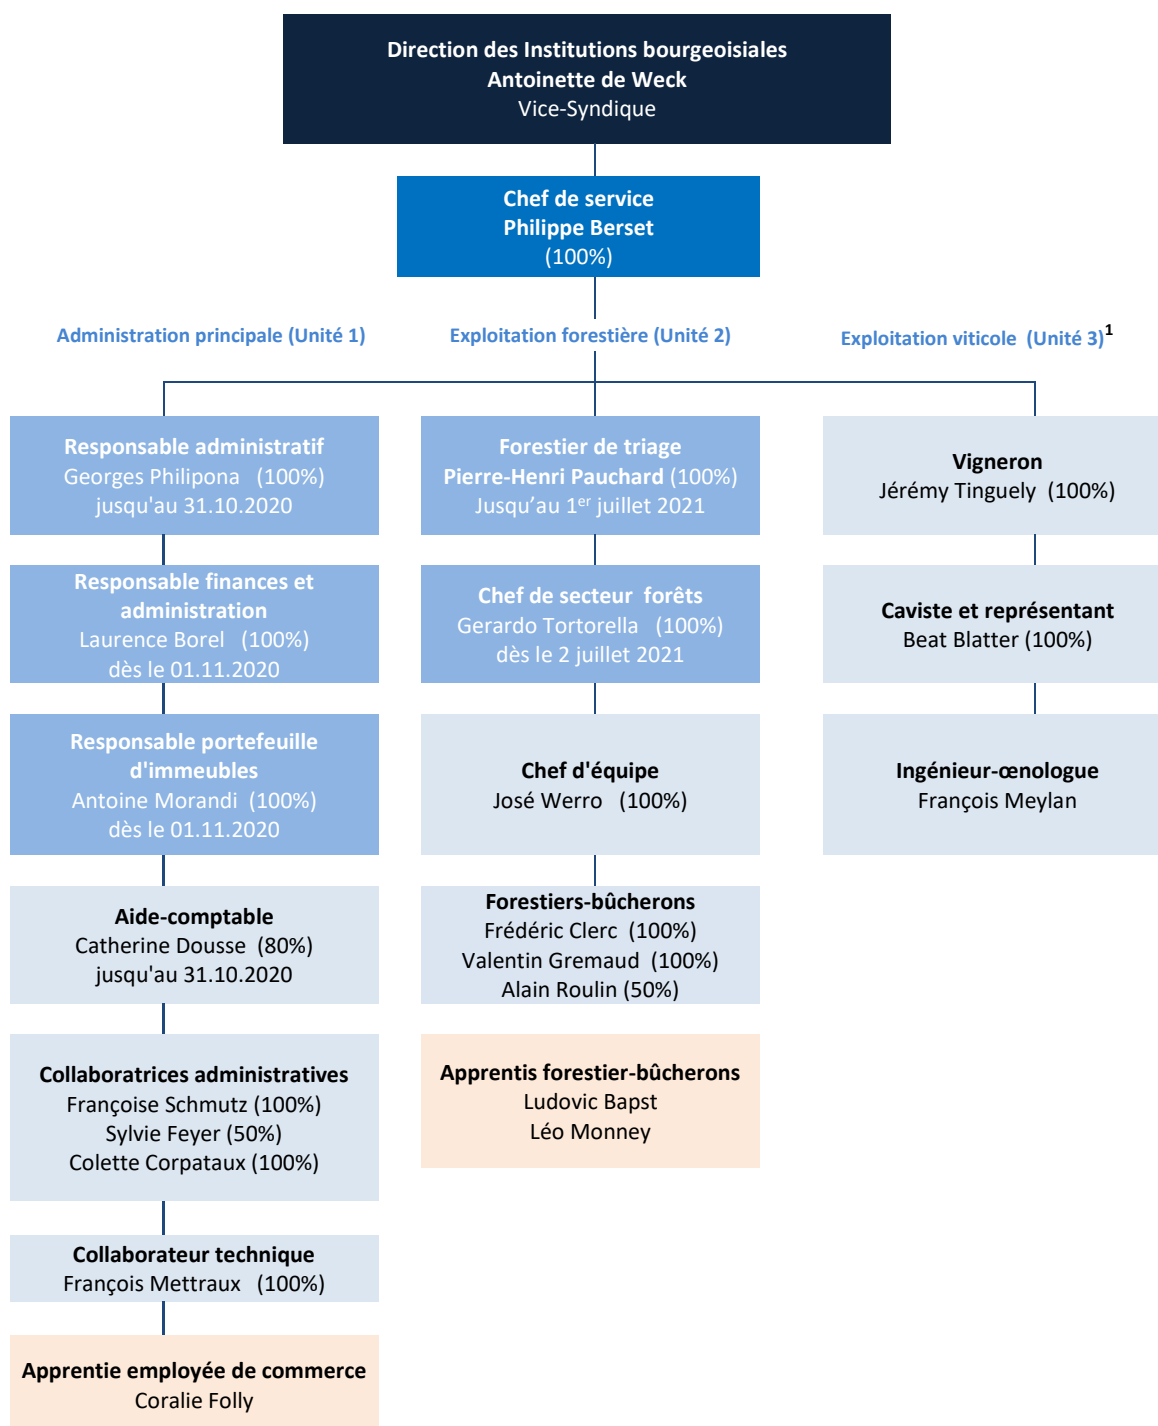 Direction des Institutions bourgeoisiales
Antoinette de Weck
Vice-Syndique
Chef de service
Philippe Berset
(100%)
Administration principale (Unité 1)
Exploitation forestière (Unité 2)
Exploitation viticole (Unité 3)1
Responsable administratif
Georges Philipona (100%)
jusqu'au 31.10.2020
Responsable finances et
administration
Laurence Borel (100%)
dès le 01.11.2020
Responsable portefeuille
d'immeubles
Antoine Morandi (100%)
dès le 01.11.2020
Aide-comptable
Catherine Dousse (80%)
jusqu'au 31.10.2020
Collaboratrices administratives
Françoise Schmutz (100%)
Sylvie Feyer (50%)
Colette Corpataux (100%)
Collaborateur technique
François Mettraux (100%)
Apprentie employée de commerce
Coralie Folly
Forestier de triage
Pierre-Henri Pauchard (100%)
Jusqu’au 1er juillet 2021
Chef de secteur forêts
Gerardo Tortorella (100%)
dès le 2 juillet 2021
Chef d'équipe
José Werro (100%)
Forestiers-bûcherons
Frédéric Clerc (100%)
Valentin Gremaud (100%)
Alain Roulin (50%)
Apprentis forestier-bûcherons
Ludovic Bapst
Léo Monney
Vigneron
Jérémy Tinguely (100%)
Caviste et représentant
Beat Blatter (100%)
Ingénieur-œnologue
François Meylan